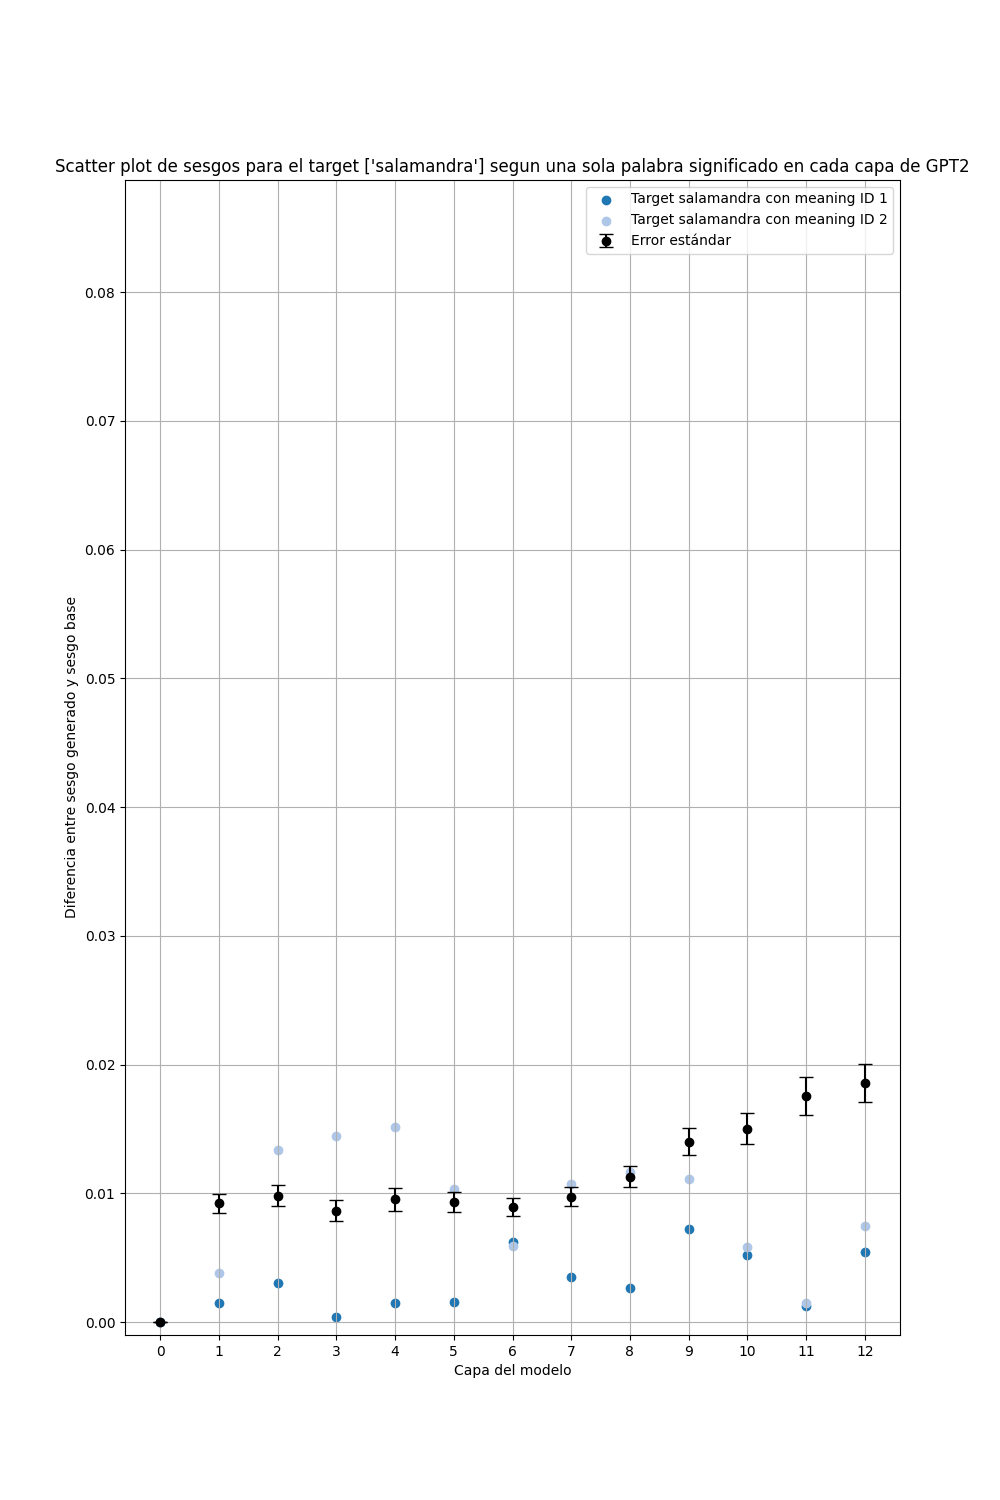 Scatter plot de sesgos para el target ['salamandra'] segun una sola palabra significado en cada capa de GPT2
Target salamandra con meaning ID 1
Target salamandra con meaning ID 2
Error estándar
Diferencia entre sesgo generado y sesgo base
0.08
0.07
0.06
0.05
0.04
0.03
0.02
0.01
0.00
0 1 2 3 4 5 6 7 8 9 10 11 12
Capa del modelo